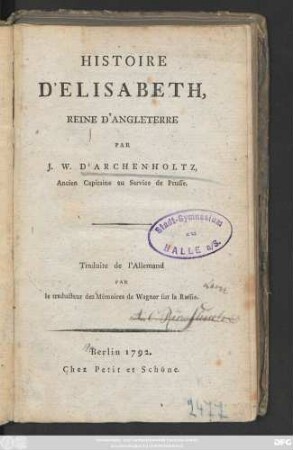 HISTOIRE
D'ELISABETH,
REINE D'ANGLETERRE
PAR
J. W. D'ARCHENHOLTZ,
Ancien Capitaine au Service de Prusse.
Stadt-Gymnasium
zu
HALLE a/S.
Traduite de l'Allemand
PAR
le traducteur des Mémoires de Wagner sur la Russie.
Berlin 1792.
Chez Petit et Schöne.
2477